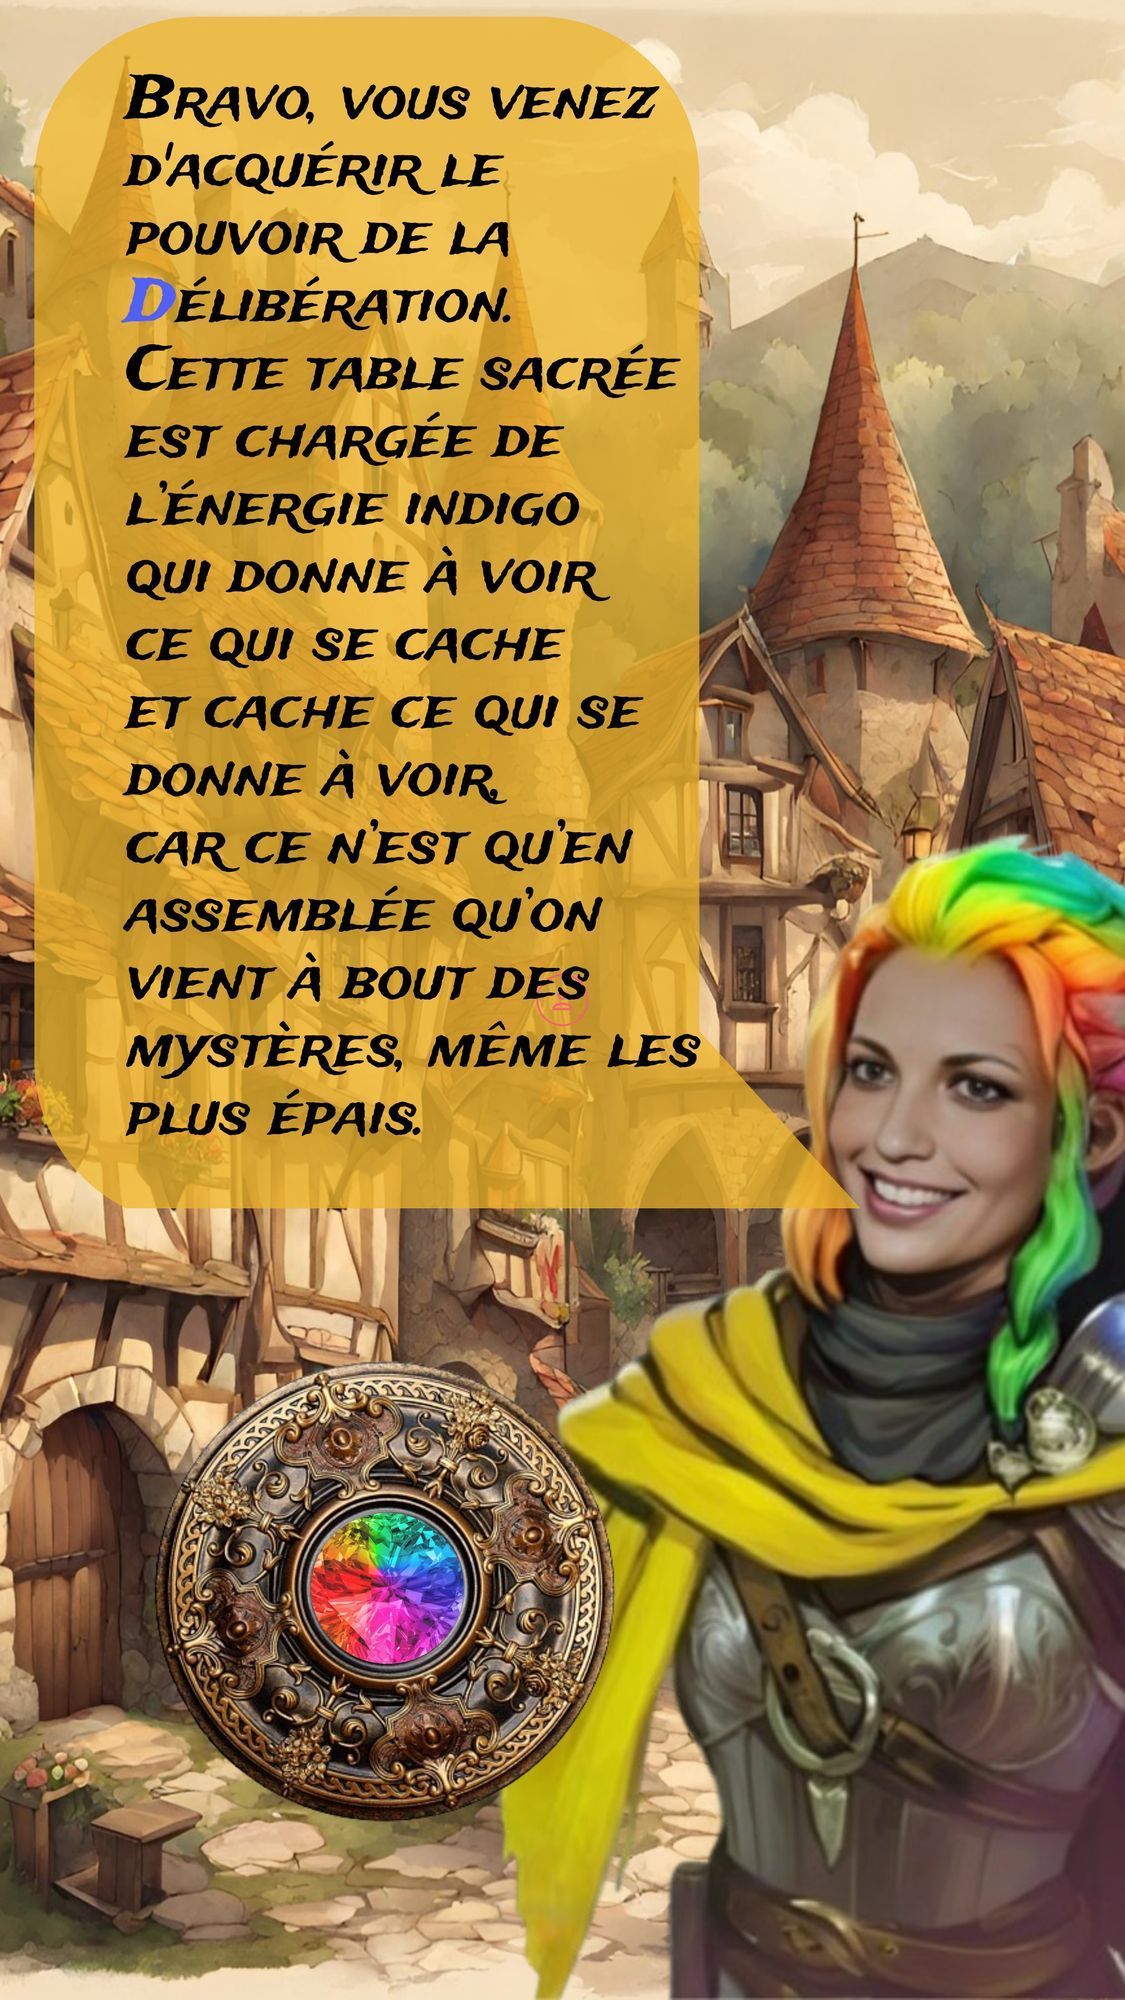 Bravo, vous venez
d'acquérir le
pouvoir de la
Délibération.
Cette table sacrée
est chargée de
l'énergie indigo
qui donne à voir
ce qui se cache
et cache ce qui se
donne à voir,
car ce n'est qu'en
assemblée qu'on
vient à bout des
mystères, même les
plus épais.